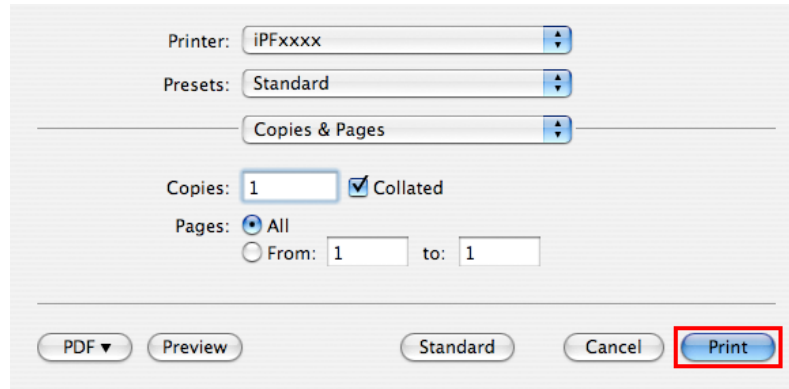 Printer: iPFxxxx
Presets: Standard
Copies & Pages
Copies: 1 Collated
Pages: All
From: 1 to: 1
PDF ▼ Preview Standard Cancel Print